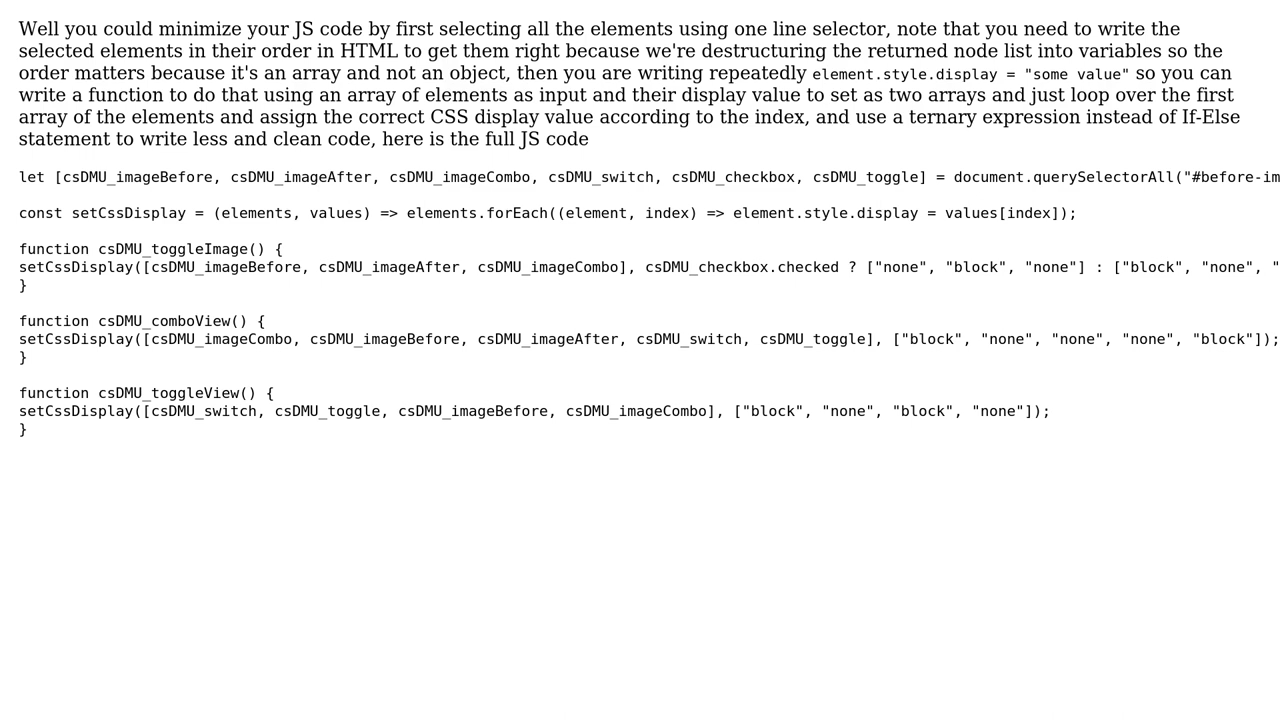 Well you could minimize your JS code by first selecting all the elements using one line selector, note that you need to write the
selected elements in their order in HTML to get them right because we're destructuring the returned node list into variables so the
order matters because it's an array and not an object, then you are writing repeatedly element.style.display = "some value" so you can
write a function to do that using an array of elements as input and their display value to set as two arrays and just loop over the first
array of the elements and assign the correct CSS display value according to the index, and use a ternary expression instead of If-Else
statement to write less and clean code, here is the full JS code
let [csDMU_imageBefore, csDMU_imageAfter, csDMU_imageCombo, csDMU_switch, csDMU_checkbox, csDMU_toggle] = document.querySelectorAll("#before-im
const setCssDisplay = (elements, values) => elements.forEach((element, index) => element.style.display = values[index]);
function csDMU_toggleImage() {
setCssDisplay([csDMU_imageBefore, csDMU_imageAfter, csDMU_imageCombo], csDMU_checkbox.checked ? ["none", "block", "none"] : ["block", "none", "
}
function csDMU_comboView() {
setCssDisplay([csDMU_imageCombo, csDMU_imageBefore, csDMU_imageAfter, csDMU_switch, csDMU_toggle], ["block", "none", "none", "none", "block"]);
}
function csDMU_toggleView() {
setCssDisplay([csDMU_switch, csDMU_toggle, csDMU_imageBefore, csDMU_imageCombo], ["block", "none", "block", "none"]);
}